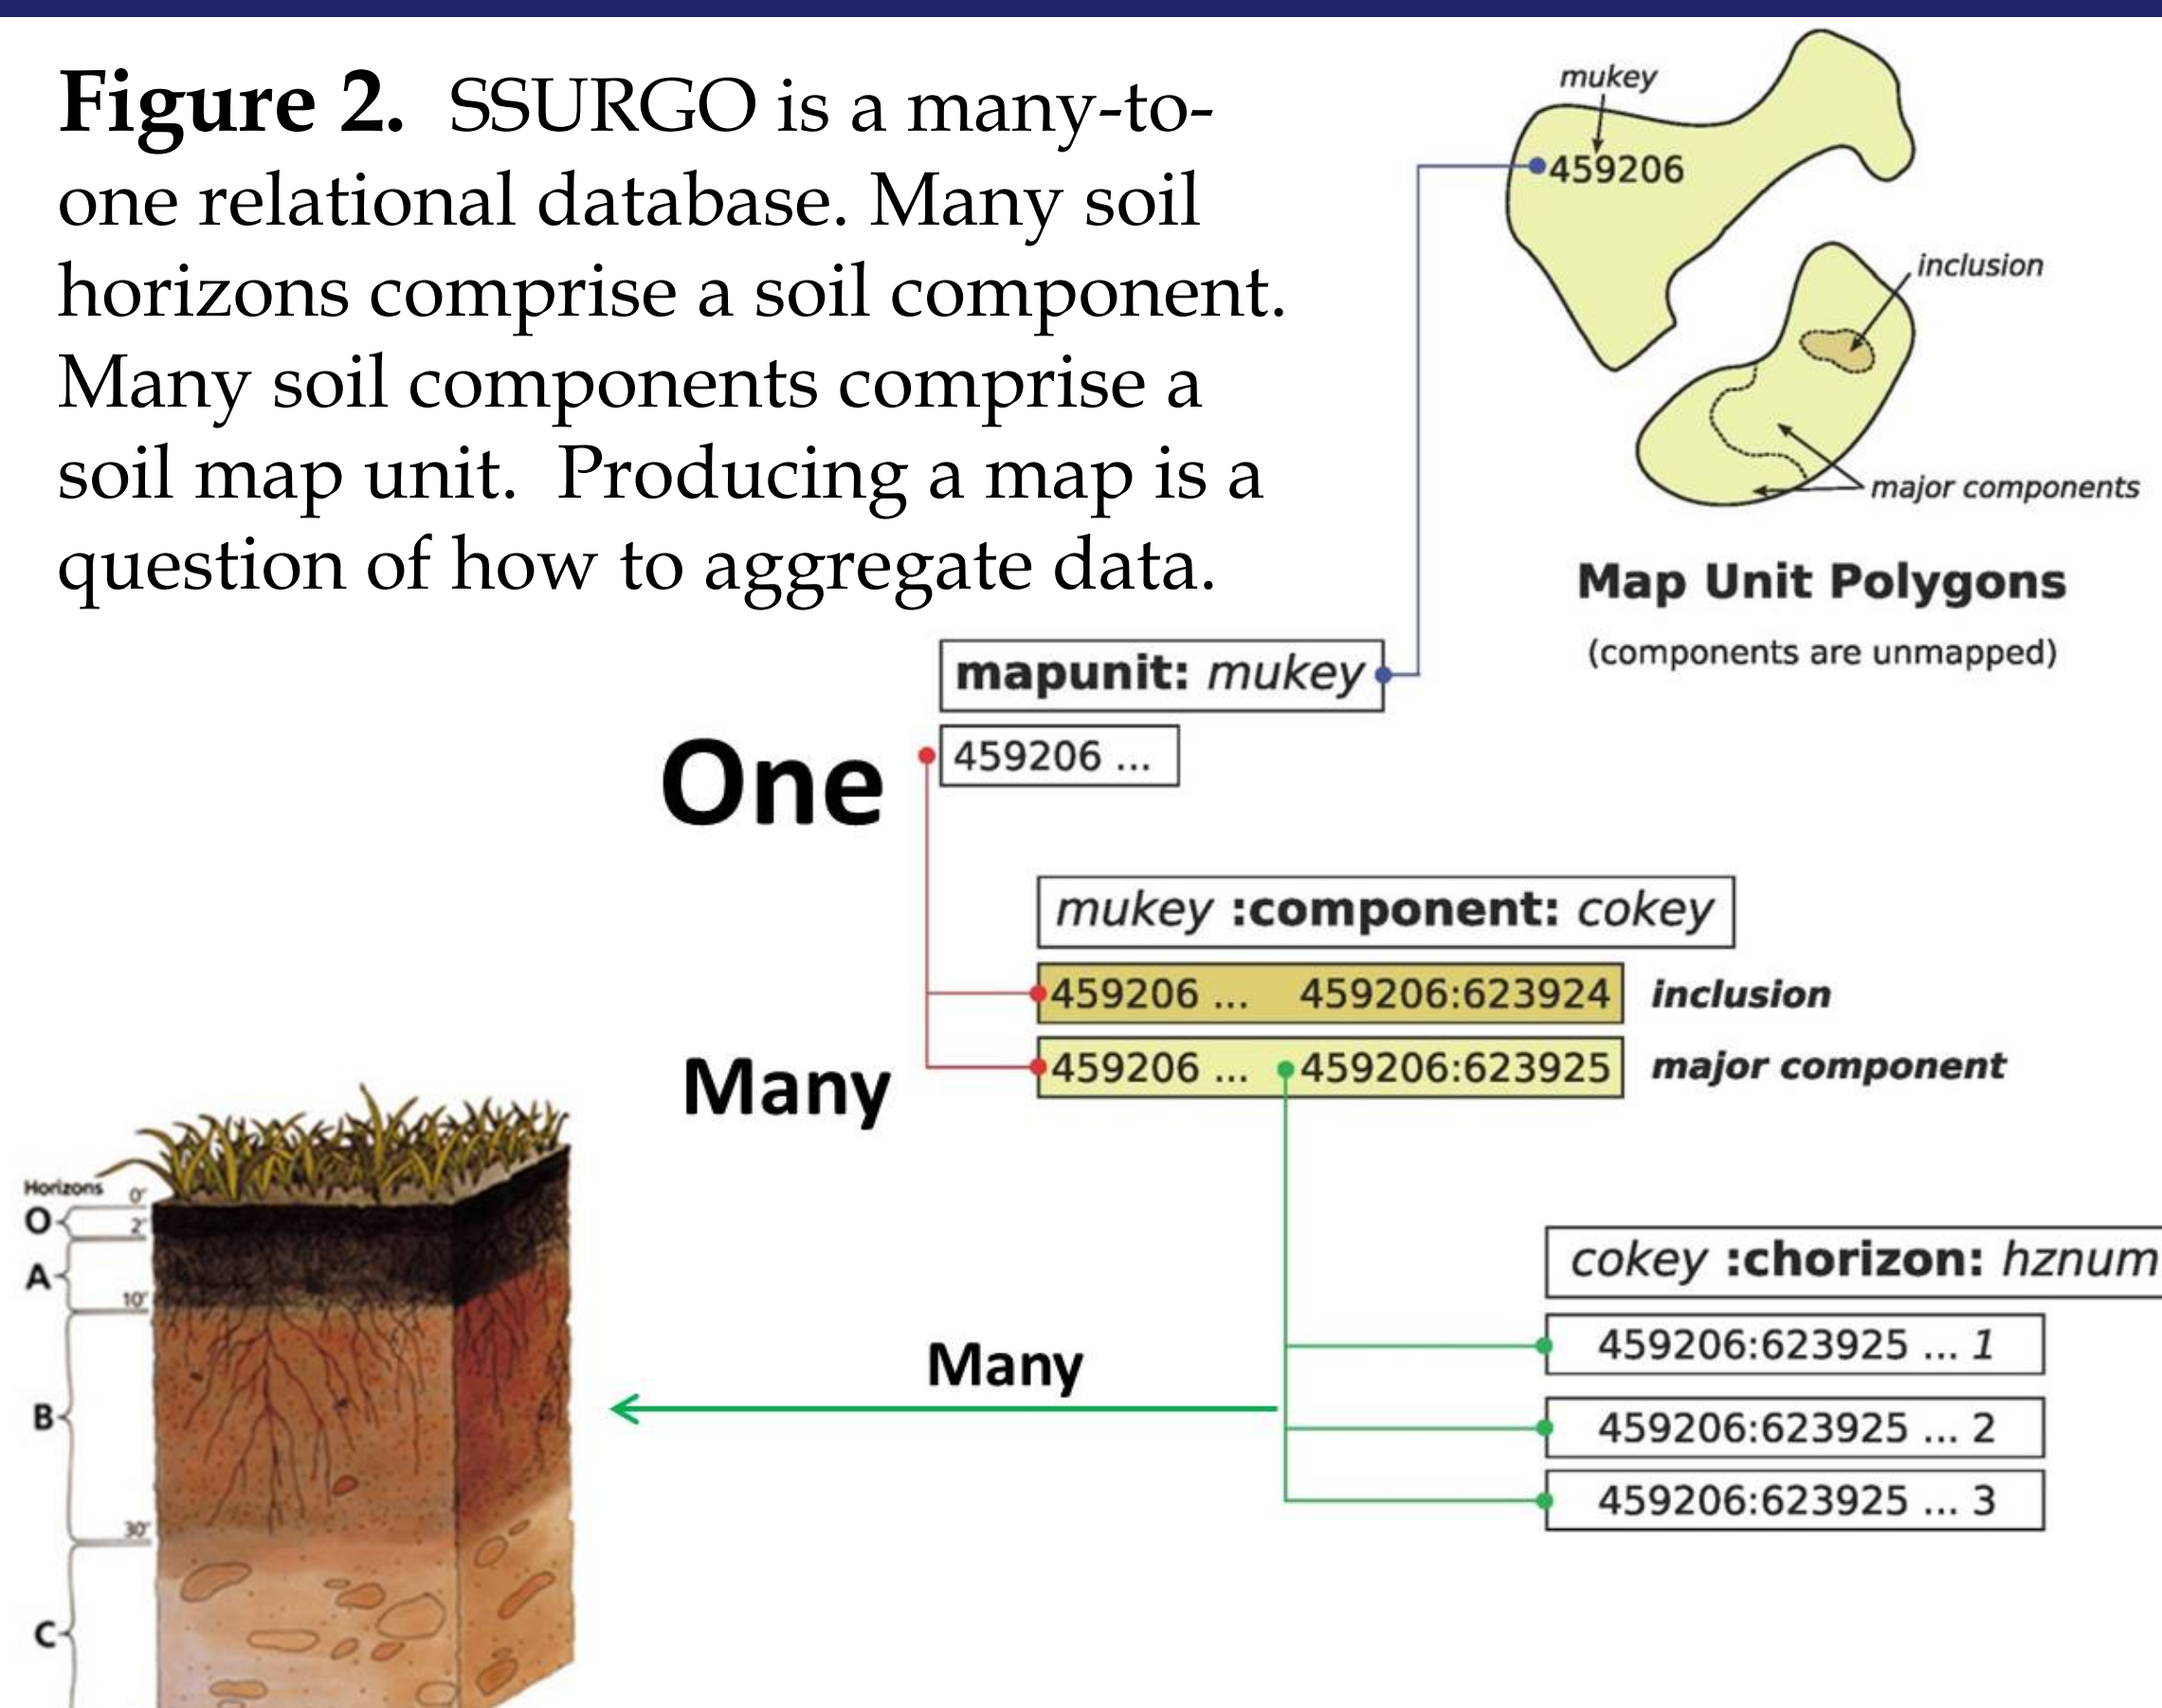 Figure 2. SSURGO is a many-to-
one relational database. Many soil
horizons comprise a soil component.
Many soil components comprise a
soil map unit. Producing a map is a
question of how to aggregate data.
mukey
459206
inclusion
major components
Map Unit Polygons
(components are unmapped)
mapunit: mukey
One
459206 ...
mukey :component: cokey
459206 ... 459206:623924 inclusion
Many
459206 ... 459206:623925 major component
Horizons
0"
O
2"
A
10"
B
30"
C
cokey :chorizon: hznum
Many
459206:623925 ... 1
459206:623925 ... 2
459206:623925 ... 3